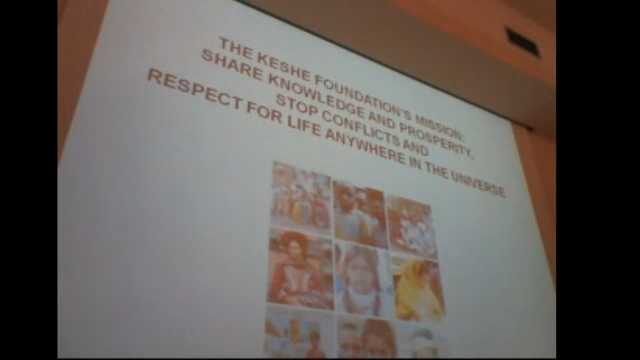 THE KESHE FOUNDATION'S MISSION:
SHARE KNOWLEDGE AND PROSPERITY,
STOP CONFLICTS AND
RESPECT FOR LIFE ANYWHERE IN THE UNIVERSE